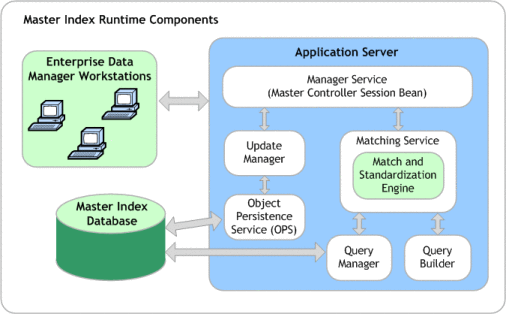 Master Index Runtime Components
Enterprise Data
Manager Workstations
Application Server
Manager Service
(Master Controller Session Bean)
Update
Manager
Matching Service
Match and
Standardization
Engine
Master Index
Database
Object
Persistence
Service (OPS)
Query
Manager
Query
Builder